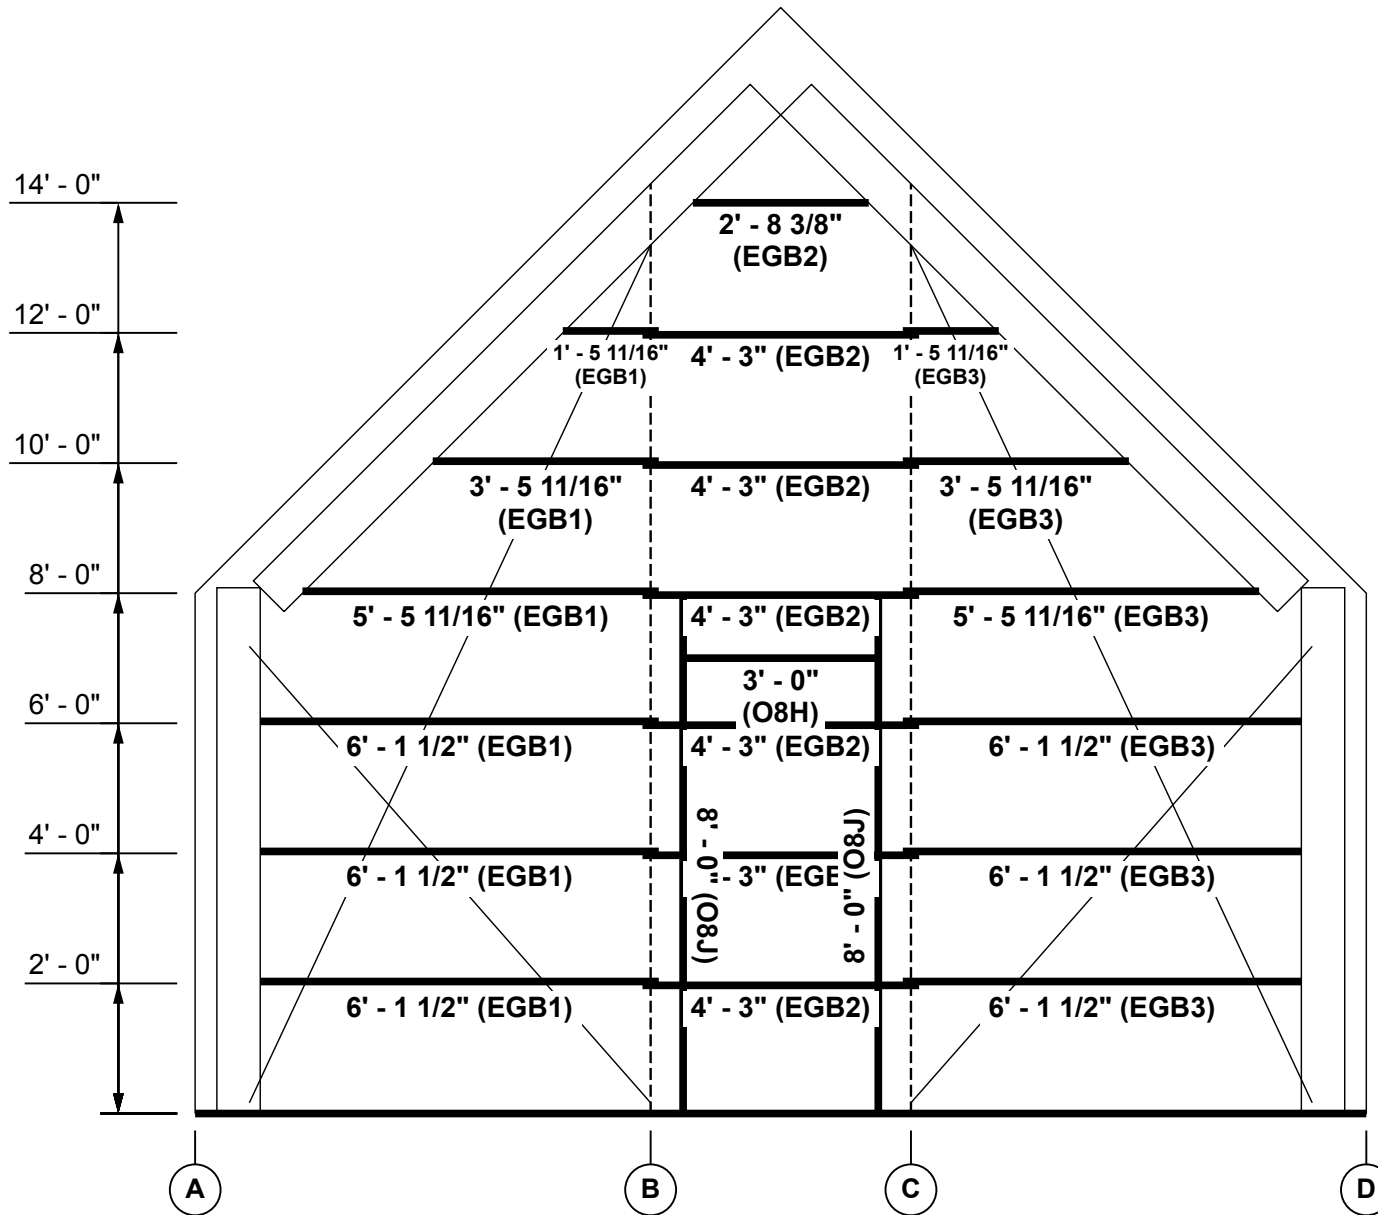 14' - 0"
2' - 8 3/8"
(EGB2)
12' - 0"
1' - 5 11/16"
(EGB1)
4' - 3" (EGB2)
1' - 5 11/16"
(EGB3)
10' - 0"
3' - 5 11/16"
(EGB1)
4' - 3" (EGB2)
3' - 5 11/16"
(EGB3)
8' - 0"
5' - 5 11/16" (EGB1)
4' - 3" (EGB2)
5' - 5 11/16" (EGB3)
3' - 0"
(O8H)
6' - 0"
6' - 1 1/2" (EGB1)
4' - 3" (EGB2)
6' - 1 1/2" (EGB3)
8' - 0" (O8J)
8' - 0" (O8J)
4' - 0"
6' - 1 1/2" (EGB1)
- 3"
6' - 1 1/2" (EGB3)
2' - 0"
6' - 1 1/2" (EGB1)
4' - 3" (EGB2)
6' - 1 1/2" (EGB3)
A
B
C
D